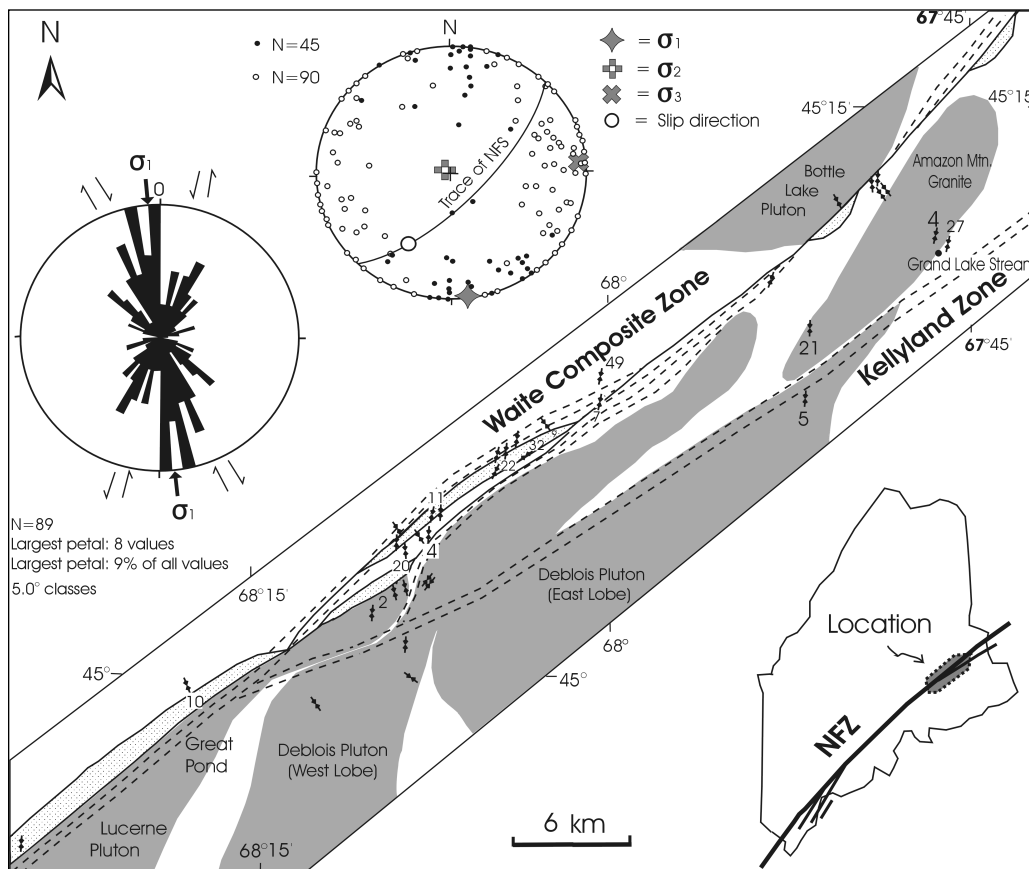 N
N
N=45
N=90
= σ1
= σ2
= σ3
= Slip direction
Trace of NFS
σ1
0
σ1
N=89
Largest petal: 8 values
Largest petal: 9% of all values
5.0° classes
67°45'
45°15'
45°15'
Bottle
Lake
Pluton
Amazon Mtn.
Granite
4
27
Grand Lake Stream
68°
Waite Composite Zone
Kellyland Zone
67°45'
21
5
49
7
32
22
11
4
20
2
68°15'
45°
10
Deblois Pluton
(East Lobe)
68°
45°
Great
Pond
Deblois Pluton
(West Lobe)
Lucerne
Pluton
68°15'
6 km
Location
NFZ